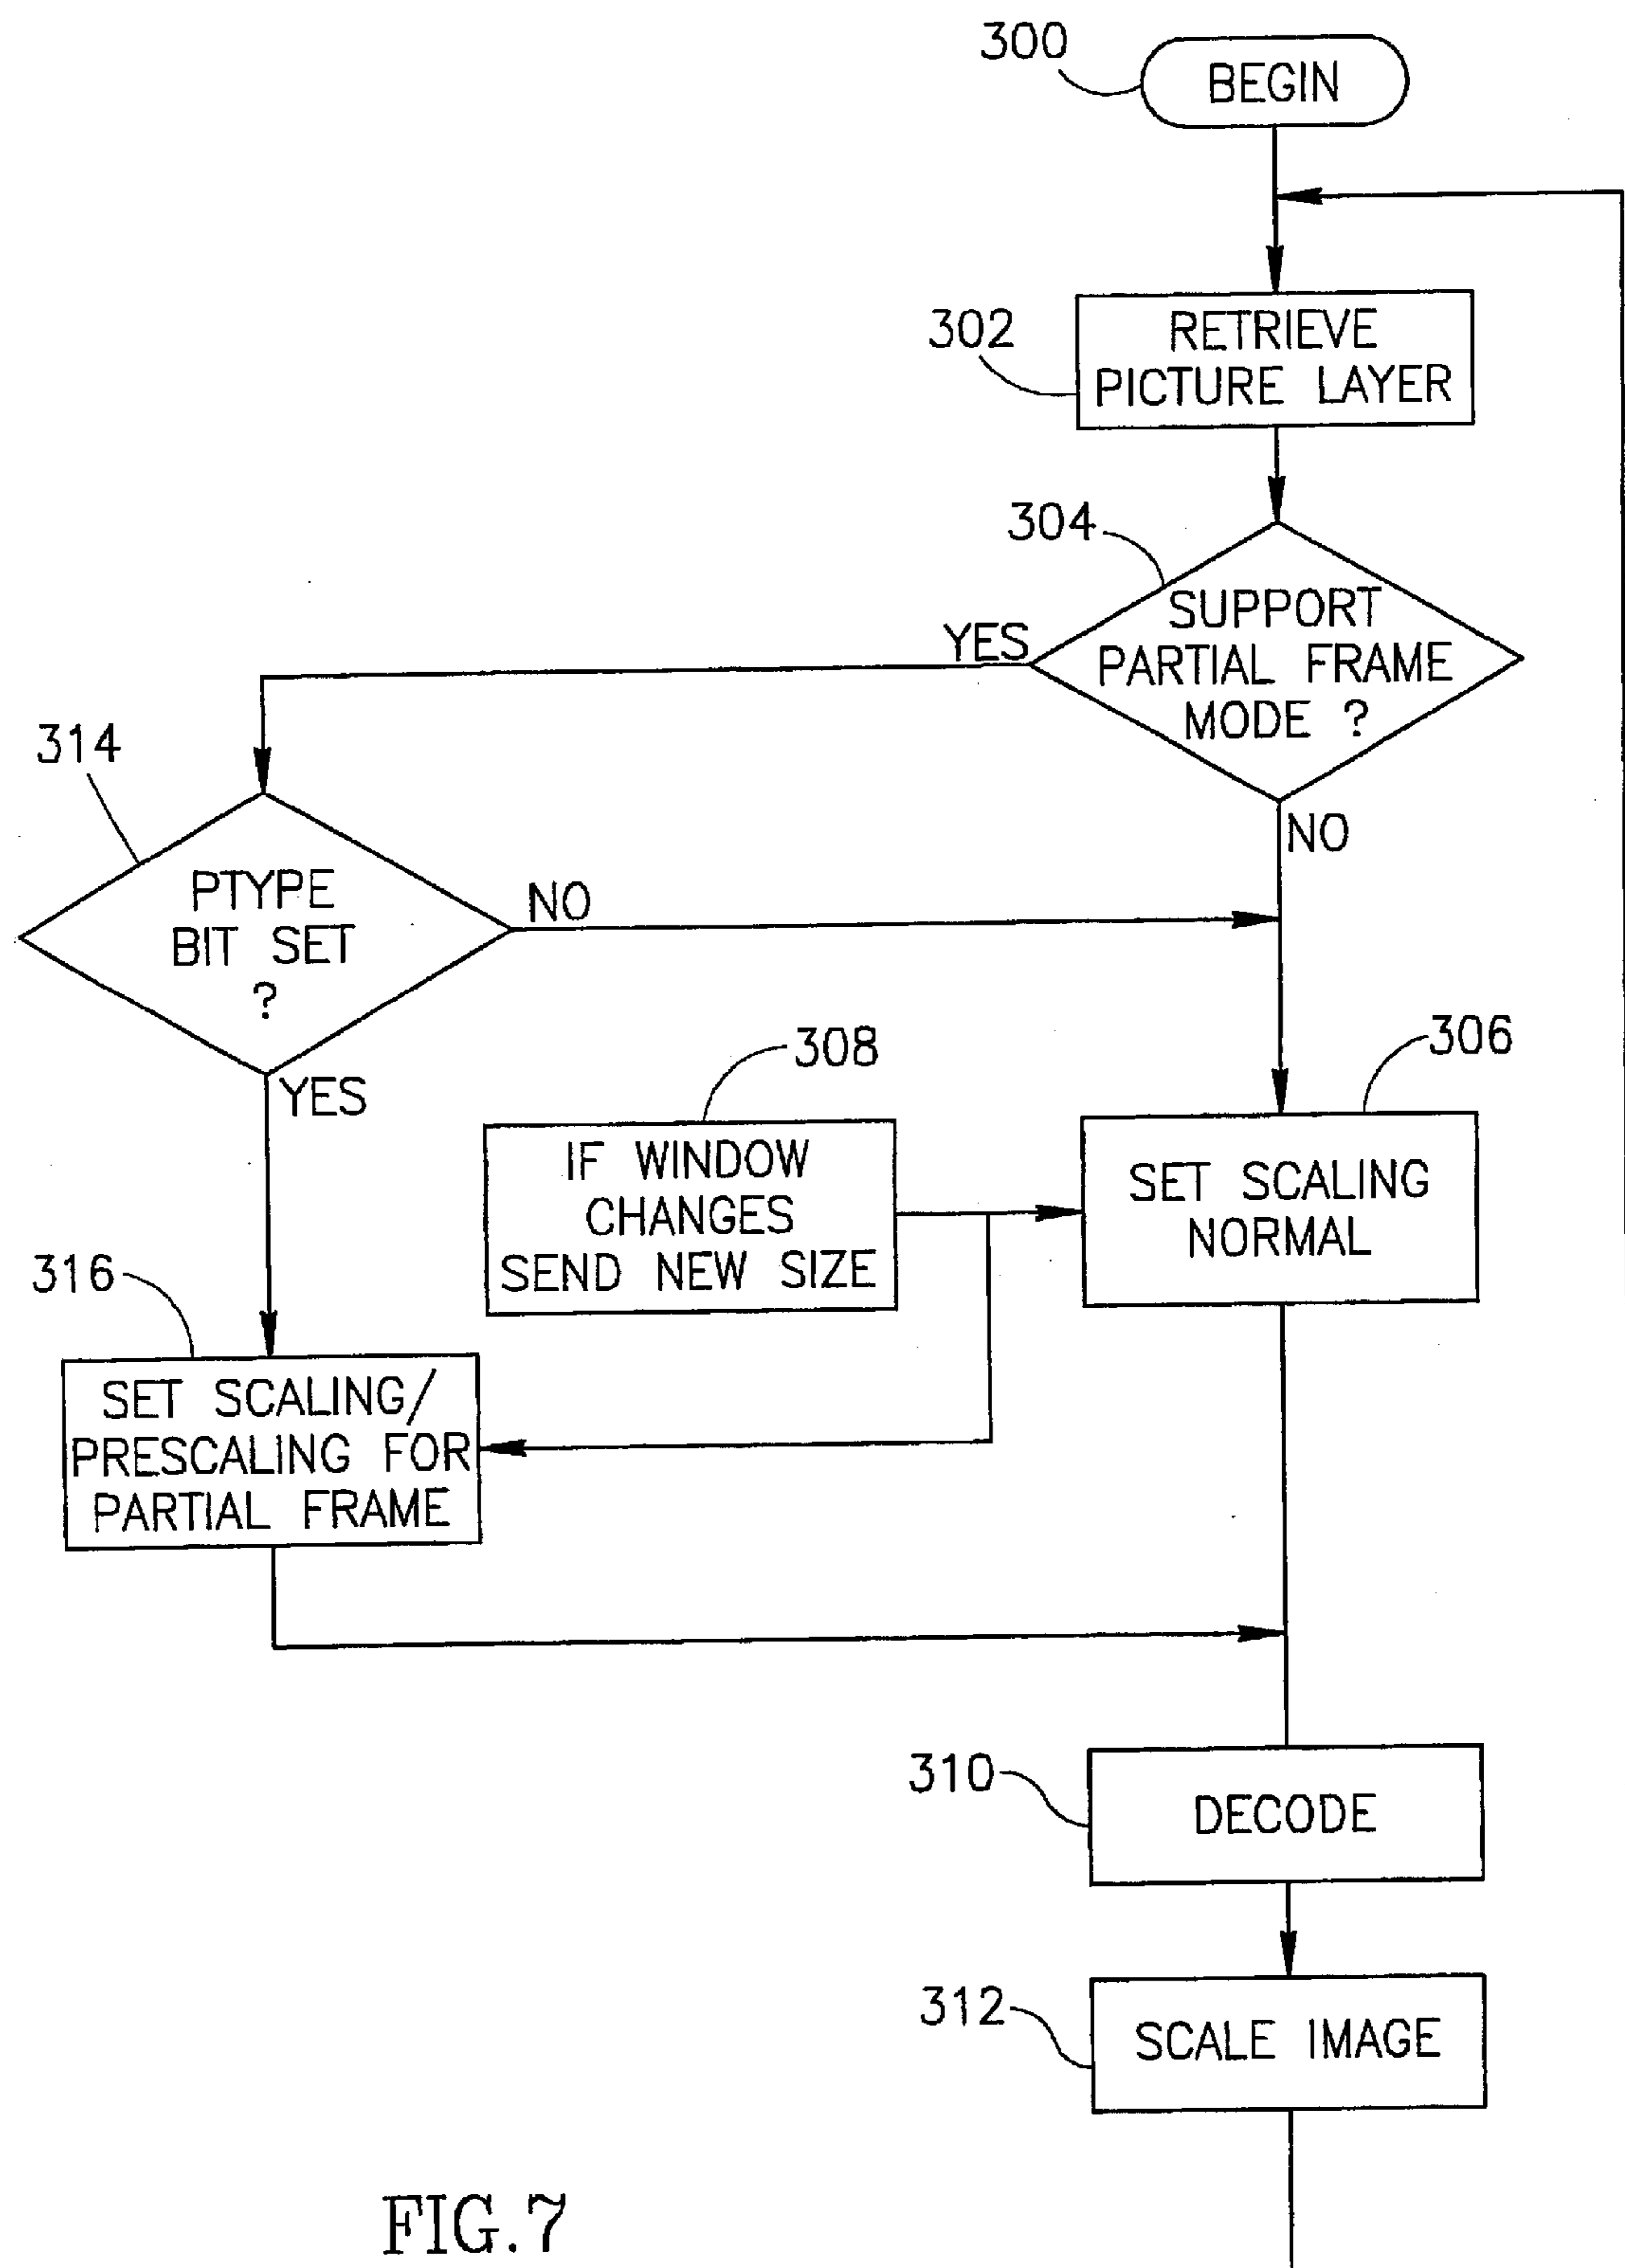 300
BEGIN
302
RETRIEVE
PICTURE LAYER
304
SUPPORT
PARTIAL FRAME
MODE ?
YES
NO
314
PTYPE
BIT SET
?
NO
YES
308
IF WINDOW
CHANGES
SEND NEW SIZE
306
SET SCALING
NORMAL
316
SET SCALING/
PRESCALING FOR
PARTIAL FRAME
310
DECODE
312
SCALE IMAGE
FIG.7